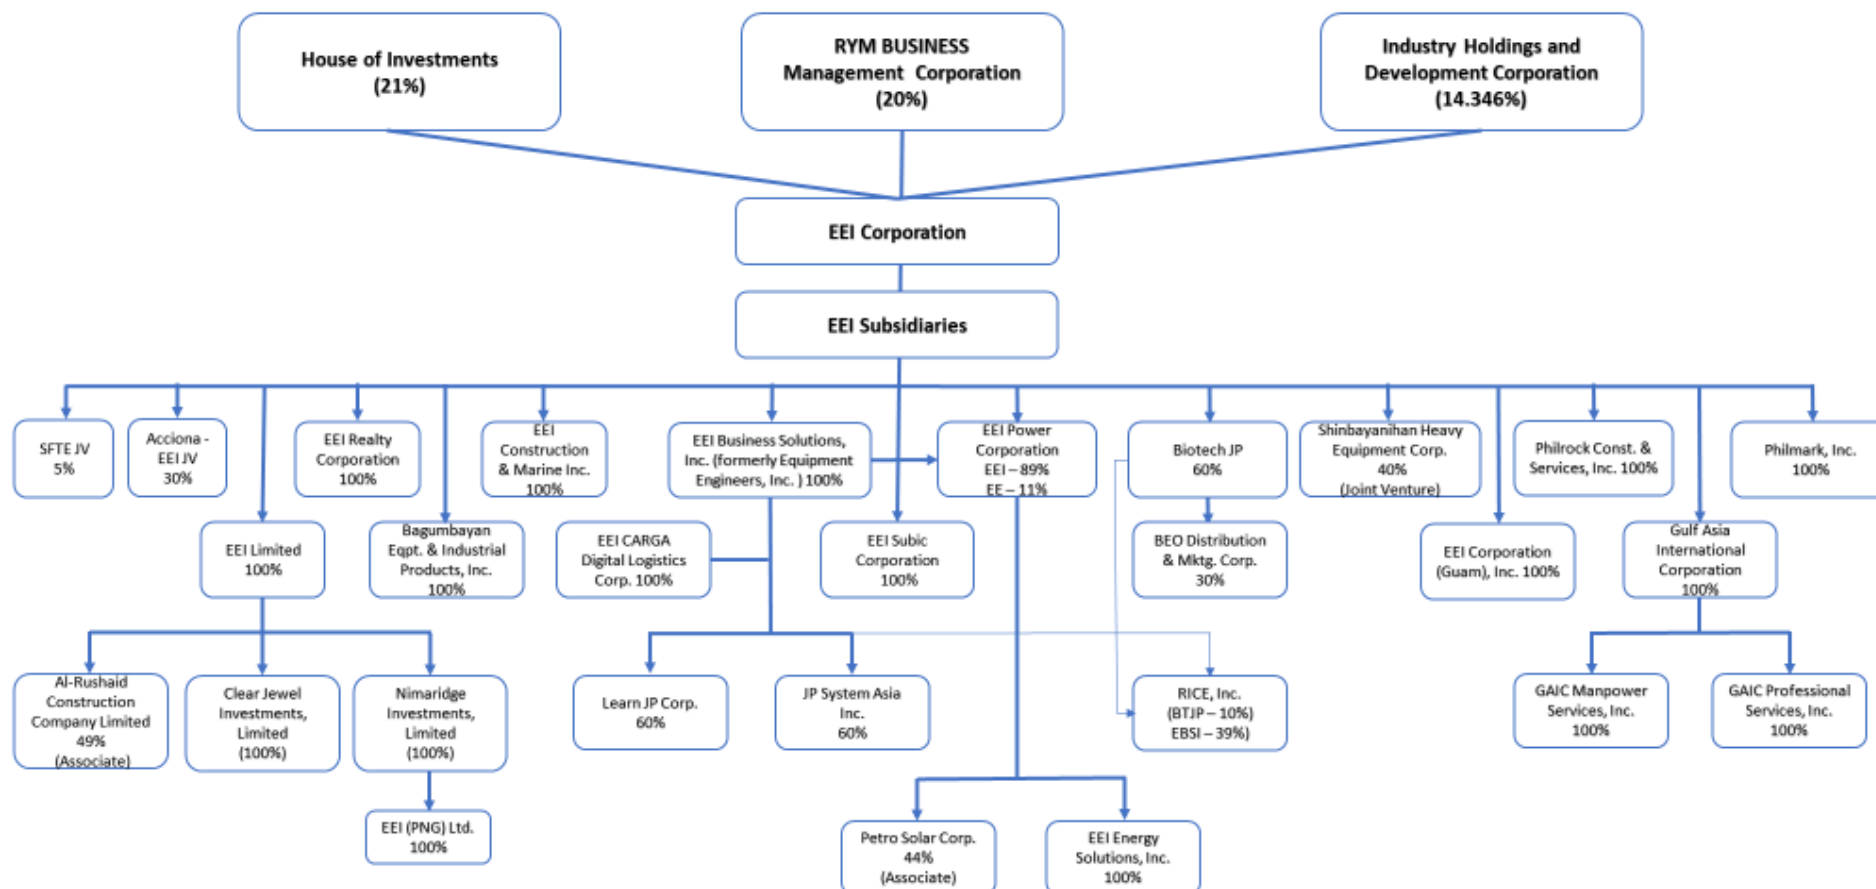 House of Investments
(21%)
RYM BUSINESS
Management Corporation
(20%)
Industry Holdings and
Development Corporation
(14.346%)
EEI Corporation
EEI Subsidiaries
SFTE JV
5%
Acciona -
EEI JV
30%
EEI Realty
Corporation
100%
EEI
Construction
& Marine Inc.
100%
EEI Business Solutions,
Inc. (formerly Equipment
Engineers, Inc. ) 100%
EEI Power
Corporation
EEI – 89%
EE – 11%
Biotech JP
60%
Shinbayanihan Heavy
Equipment Corp.
40%
(Joint Venture)
Philrock Const. &
Services, Inc. 100%
Philmark, Inc.
100%
EEI Limited
100%
Bagumbayan
Eqpt. & Industrial
Products, Inc.
100%
EEI CARGA
Digital Logistics
Corp. 100%
EEI Subic
Corporation
100%
BEO Distribution
& Mktg. Corp.
30%
EEI Corporation
(Guam), Inc. 100%
Gulf Asia
International
Corporation
100%
Al-Rushaid
Construction
Company Limited
49%
(Associate)
Clear Jewel
Investments,
Limited
(100%)
Nimaridge
Investments,
Limited
(100%)
Learn JP Corp.
60%
JP System Asia
Inc.
60%
RICE, Inc.
(BTJP – 10%)
EBSI – 39%)
GAIC Manpower
Services, Inc.
100%
GAIC Professional
Services, Inc.
100%
EEI (PNG) Ltd.
100%
Petro Solar Corp.
44%
(Associate)
EEI Energy
Solutions, Inc.
100%